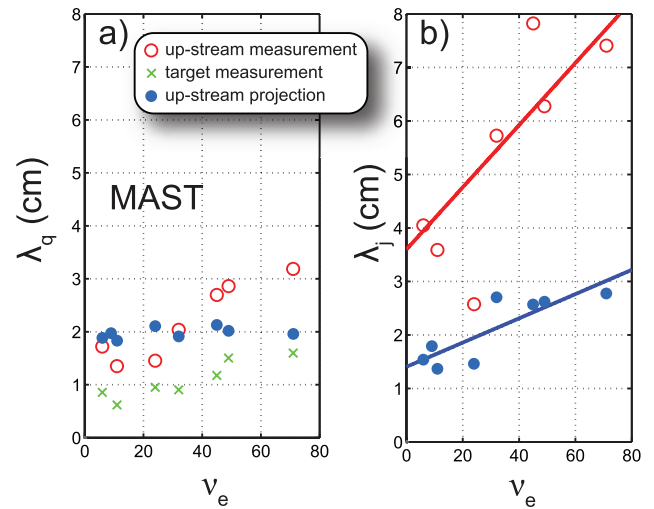 a)
up-stream measurement
target measurement
up-stream projection
MAST
λq (cm)
8
7
6
5
4
3
2
1
0
0 20 40 60 80
νe
b)
λj (cm)
8
7
6
5
4
3
2
1
0
0 20 40 60 80
νe